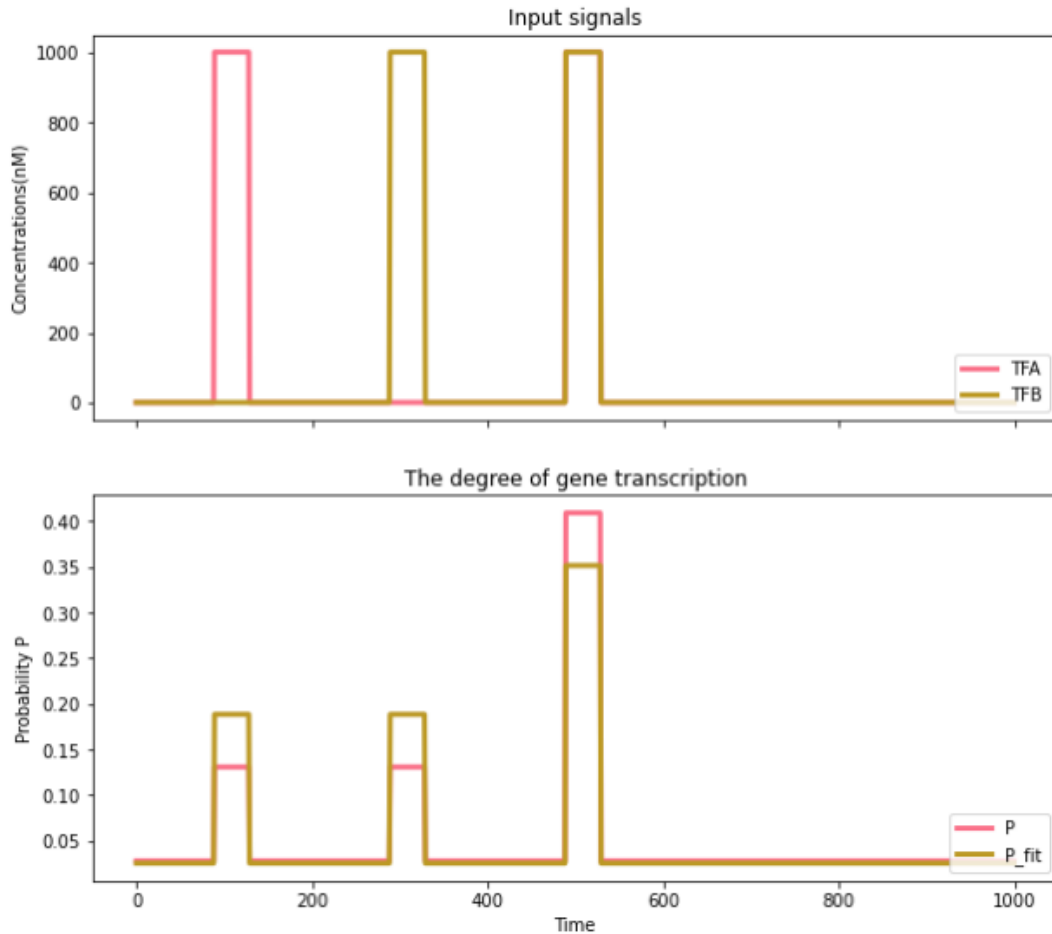 Input signals
Concentrations(nM)
1000
800
600
400
200
0
TFA
TFB
The degree of gene transcription
Probability P
0.40
0.35
0.30
0.25
0.20
0.15
0.10
0.05
P
P_fit
0 200 400 600 800 1000
Time